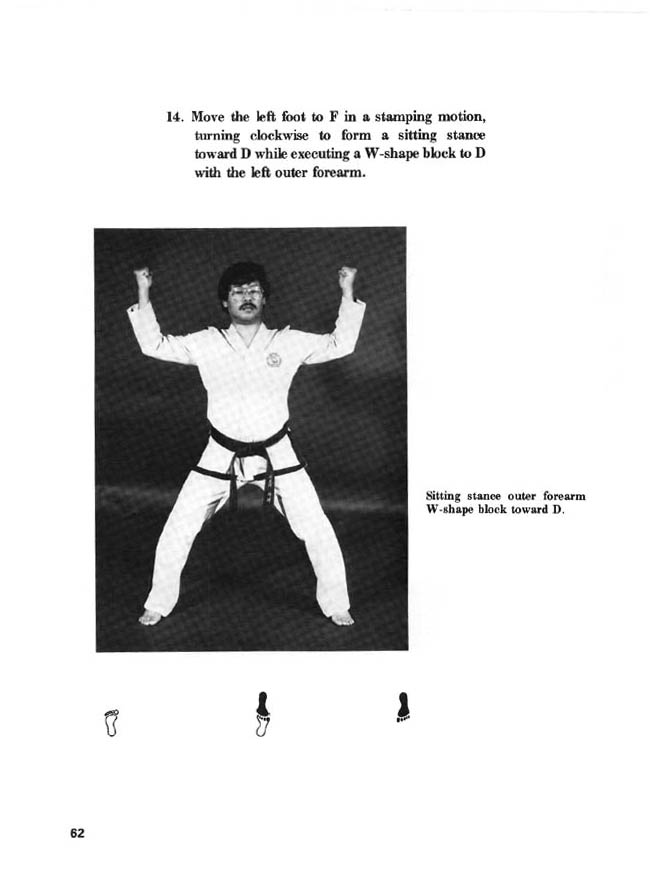 14. Move the left foot to F in a stamping motion,
turning clockwise to form a sitting stance
toward D while executing a W-shape block to D
with the left outer forearm.
Sitting stance outer forearm
W-shape block toward D.
62